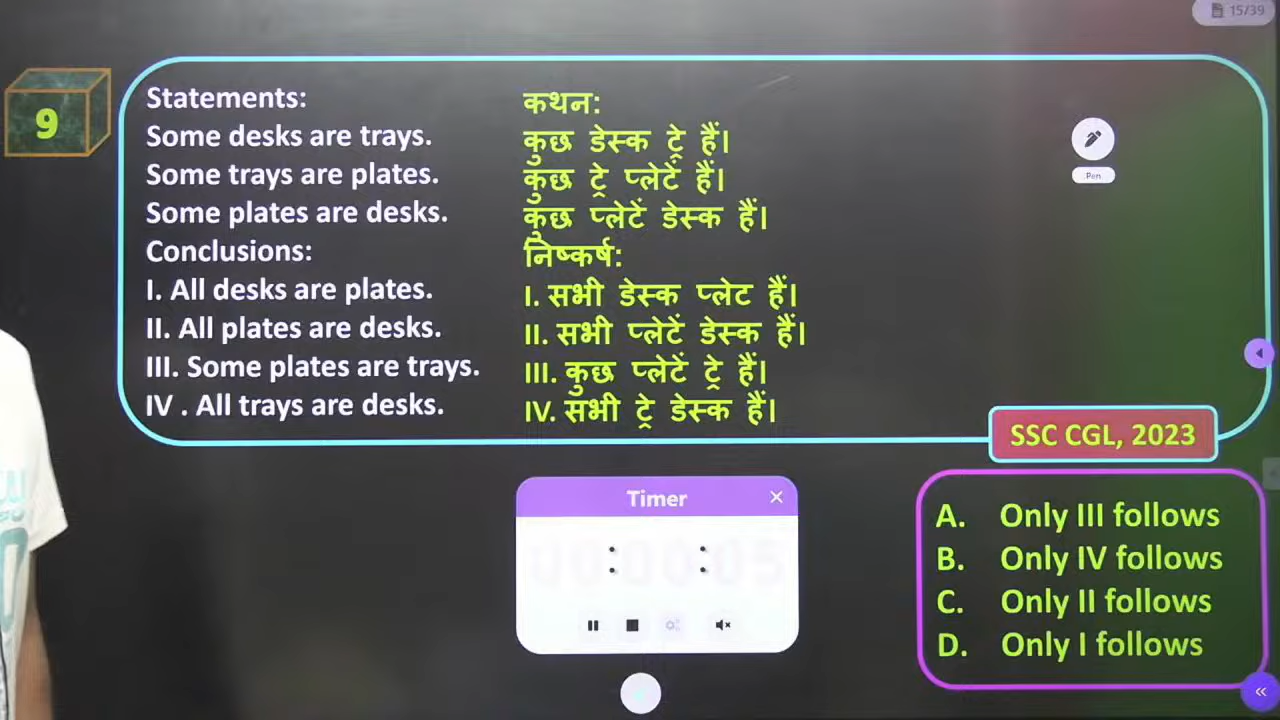 15/39
9
Statements:
Some desks are trays.
Some trays are plates.
Some plates are desks.
Conclusions:
I. All desks are plates.
II. All plates are desks.
III. Some plates are trays.
IV . All trays are desks.
कथन:
कुछ डेस्क ट्रे हैं।
कुछ ट्रे प्लेटें हैं।
कुछ प्लेटें डेस्क हैं।
निष्कर्ष:
I. सभी डेस्क प्लेट हैं।
II. सभी प्लेटें डेस्क हैं।
III. कुछ प्लेटें ट्रे हैं।
IV. सभी ट्रे डेस्क हैं।
Pen
SSC CGL, 2023
Timer
A. Only III follows
B. Only IV follows
C. Only II follows
D. Only I follows